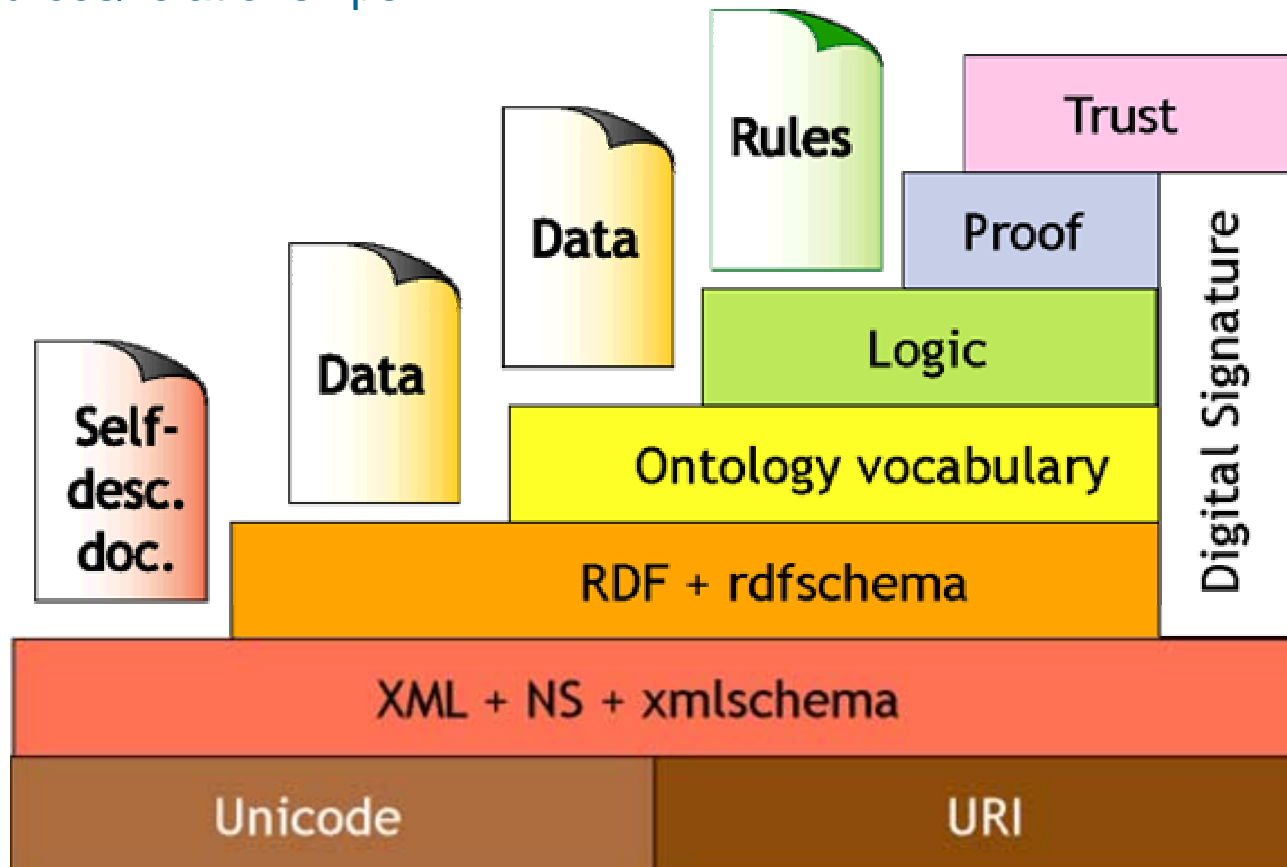 Rules
Trust
Data
Proof
Data
Logic
Self-
desc.
doc.
Ontology vocabulary
Digital Signature
RDF + rdfschema
XML + NS + xmlschema
Unicode
URI